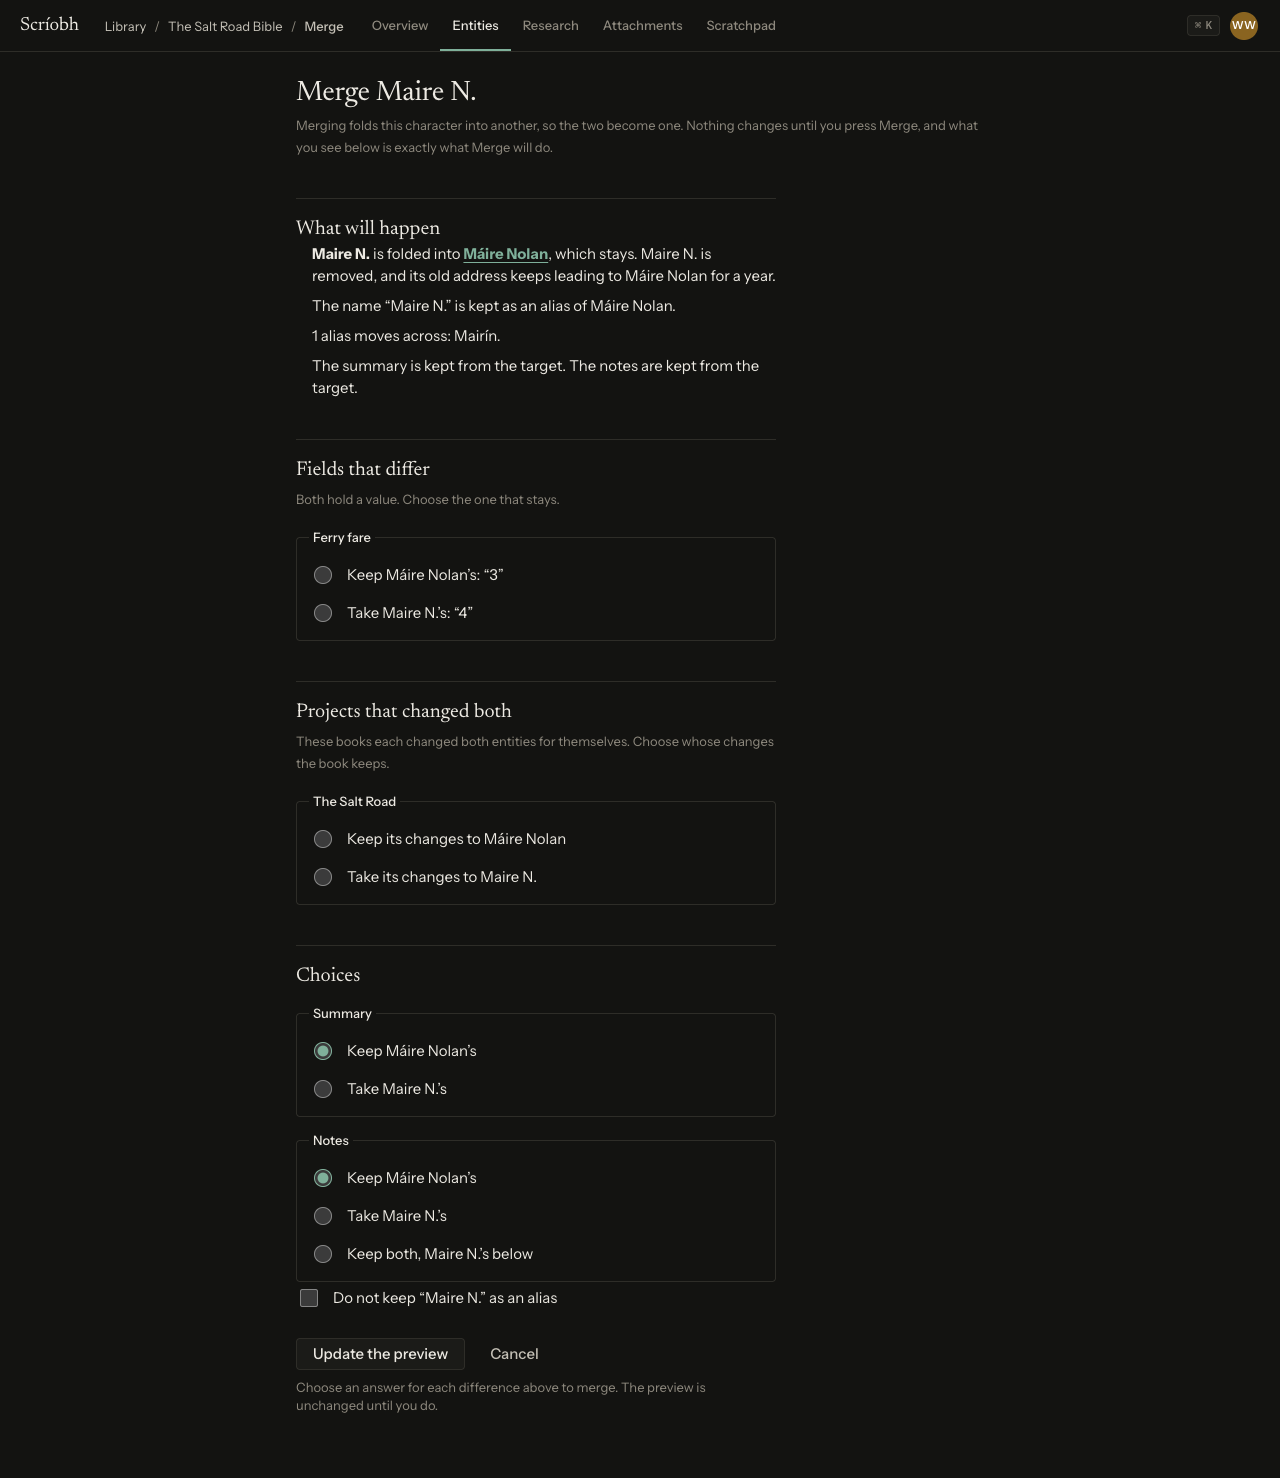 Scríobh
Library / The Salt Road Bible / Merge
Overview
Entities
Research
Attachments
Scratchpad
⌘ K
WW
Merge Maire N.
Merging folds this character into another, so the two become one. Nothing changes until you press Merge, and what
you see below is exactly what Merge will do.
What will happen
Maire N. is folded into Máire Nolan, which stays. Maire N. is
removed, and its old address keeps leading to Máire Nolan for a year.
The name “Maire N.” is kept as an alias of Máire Nolan.
1 alias moves across: Mairín.
The summary is kept from the target. The notes are kept from the
target.
Fields that differ
Both hold a value. Choose the one that stays.
Ferry fare
Keep Máire Nolan’s: “3”
Take Maire N.’s: “4”
Projects that changed both
These books each changed both entities for themselves. Choose whose changes
the book keeps.
The Salt Road
Keep its changes to Máire Nolan
Take its changes to Maire N.
Choices
Summary
Keep Máire Nolan’s
Take Maire N.’s
Notes
Keep Máire Nolan’s
Take Maire N.’s
Keep both, Maire N.’s below
Do not keep “Maire N.” as an alias
Update the preview
Cancel
Choose an answer for each difference above to merge. The preview is
unchanged until you do.